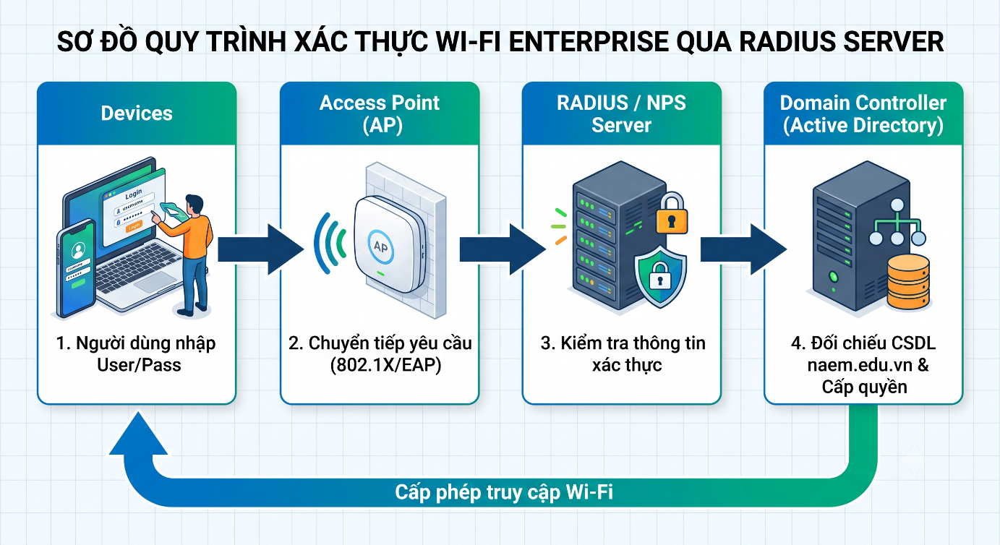 SƠ ĐỒ QUY TRÌNH XÁC THỰC WI-FI ENTERPRISE QUA RADIUS SERVER
Devices
Login
username
Login
1. Người dùng nhập
User/Pass
Access Point
(AP)
AP
2. Chuyển tiếp yêu cầu
(802.1X/EAP)
RADIUS / NPS
Server
3. Kiểm tra thông tin
xác thực
Domain Controller
(Active Directory)
4. Đối chiếu CSDL
naem.edu.vn &
Cấp quyền
Cấp phép truy cập Wi-Fi